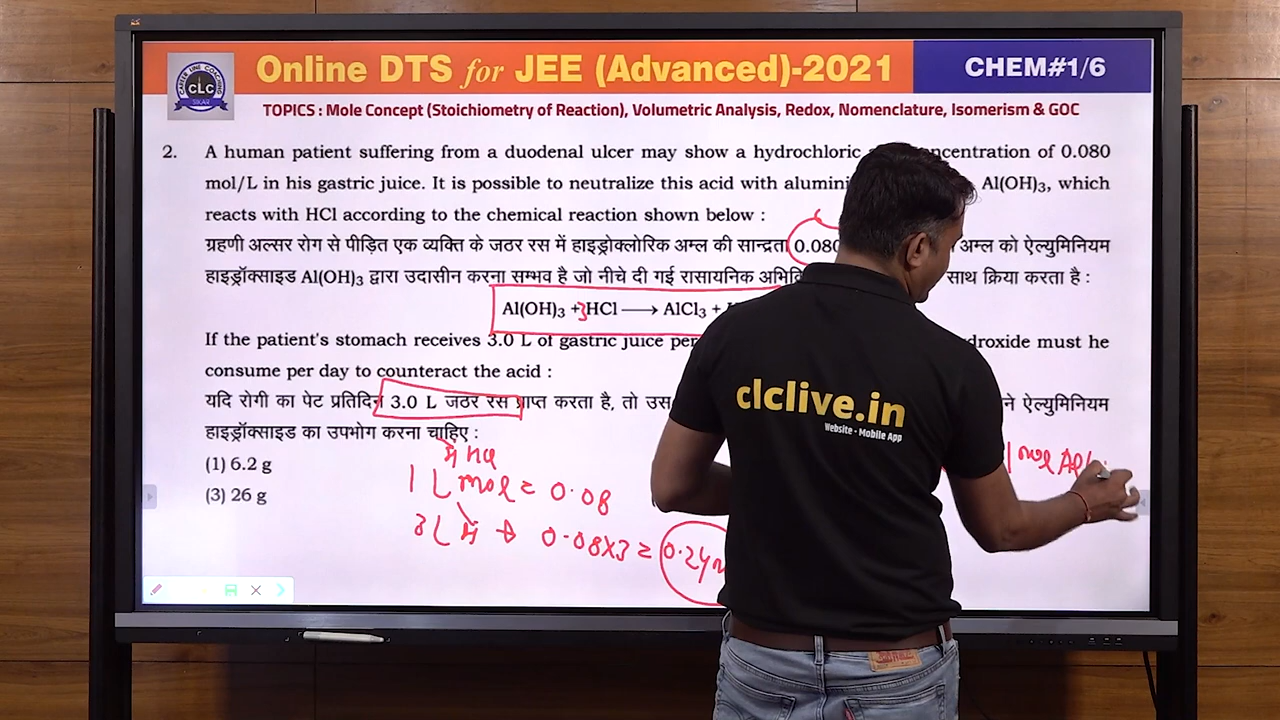 Online DTS for JEE (Advanced)-2021
CHEM#1/6
CAREER LINE COACHING
CLC
SIKAR
TOPICS : Mole Concept (Stoichiometry of Reaction), Volumetric Analysis, Redox, Nomenclature, Isomerism & GOC
2. A human patient suffering from a duodenal ulcer may show a hydrochloric concentration of 0.080
mol/L in his gastric juice. It is possible to neutralize this acid with Al(OH)3, which
reacts with HCl according to the chemical reaction shown below :
ग्रहणी अल्सर रोग से पीड़ित एक व्यक्ति के जठर रस में हाइड्रोक्लोरिक अम्ल की सान्द्रता 0.080 अम्ल को ऐल्युमिनियम
हाइड्रॉक्साइड Al(OH)3 द्वारा उदासीन करना सम्भव है जो नीचे दी गई रासायनिक साथ क्रिया करता है :
Al(OH)3 + 3HCl ⟶ AlCl3 +
If the patient's stomach receives 3.0 L of gastric juice per must he
consume per day to counteract the acid :
यदि रोगी का पेट प्रतिदिन 3.0 L जठर रस प्राप्त करता है, तो उस ऐल्युमिनियम
हाइड्रॉक्साइड का उपभोग करना चाहिए :
(1) 6.2 g
(3) 26 g
में HCl
1 L mol = 0.08
3L में → 0.08×3 = 0.24
mol
clclive.in
Website • Mobile App